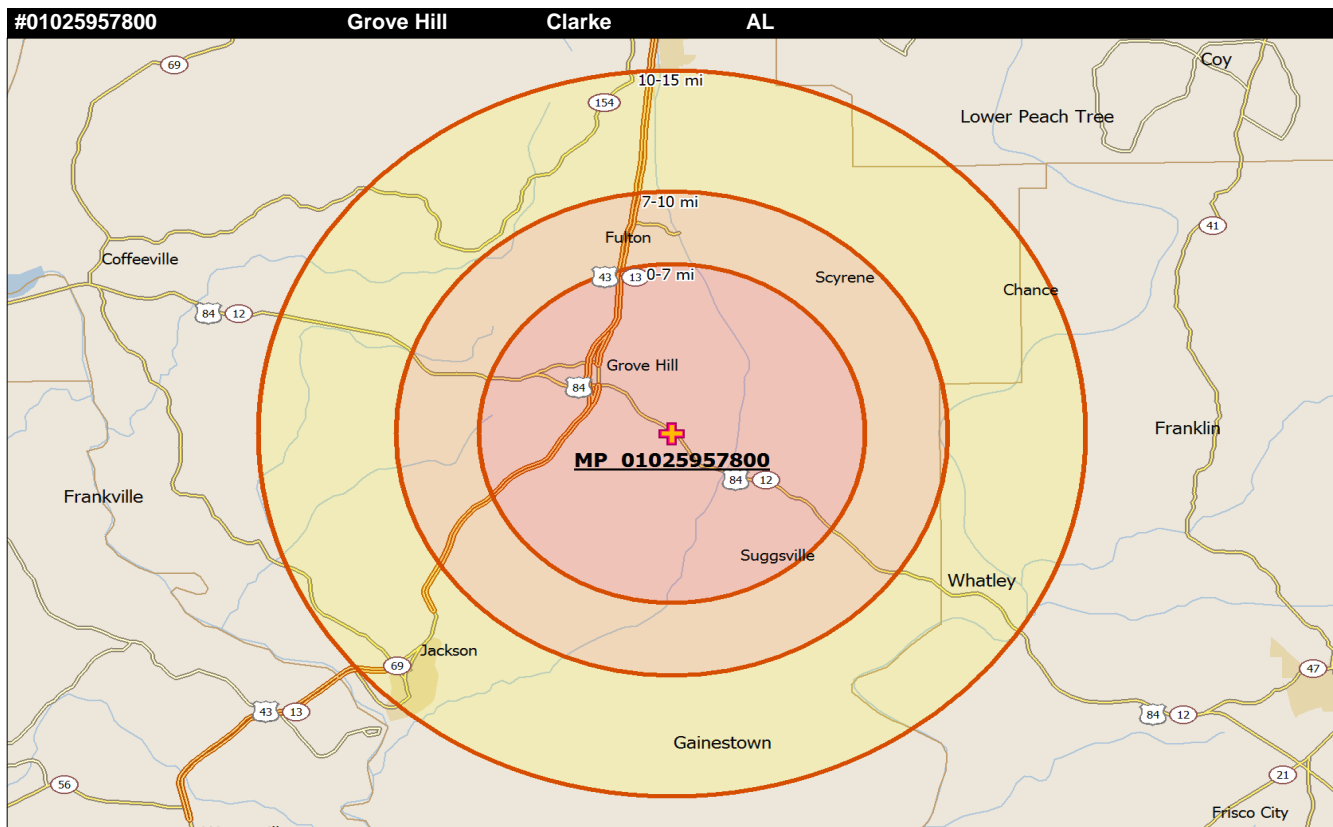 #01025957800 Grove Hill Clarke AL
69
Coy
10-15 mi
154
Lower Peach Tree
7-10 mi
41
Fulton
Coffeeville
43 13 0-7 mi
Scyrene
Chance
84 12
Grove Hill
84
Franklin
MP 01025957800
84 12
Frankville
Suggsville
Whatley
Jackson
69
47
43 13
84 12
Gainestown
21
56
Frisco City